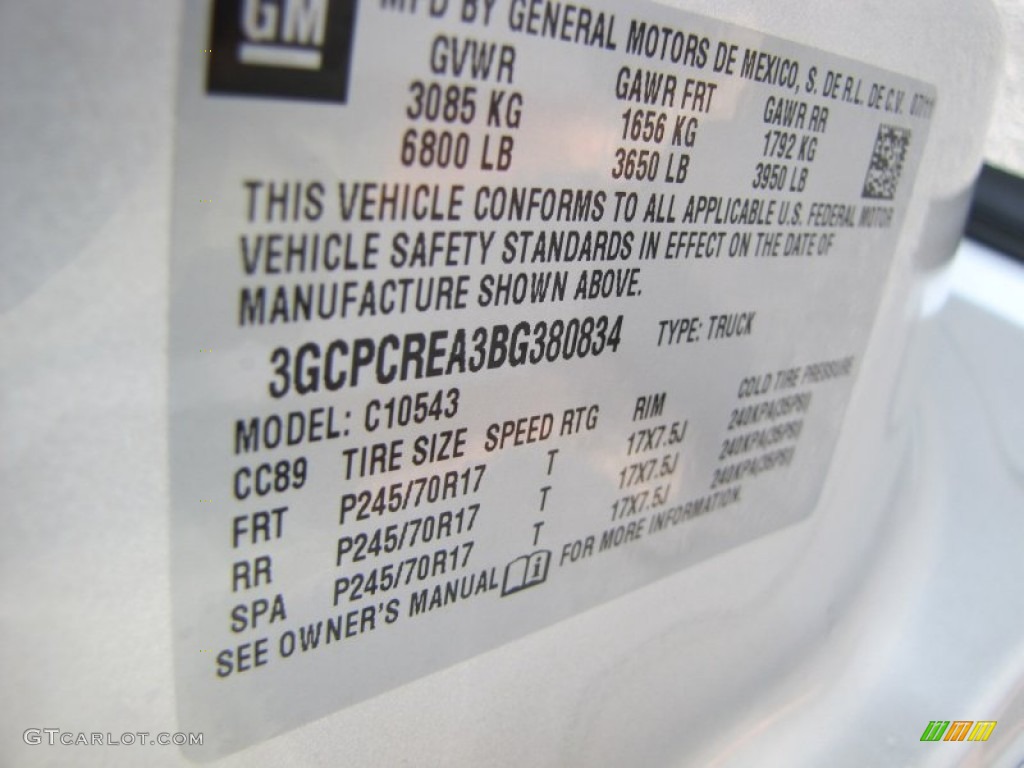 GM
MFD BY GENERAL MOTORS DE MEXICO, S. DE R.L. DE C.V. 07/11
GVWR GAWR FRT GAWR RR
3085 KG 1656 KG 1792 KG
6800 LB 3650 LB 3950 LB
THIS VEHICLE CONFORMS TO ALL APPLICABLE U.S. FEDERAL MOTOR
VEHICLE SAFETY STANDARDS IN EFFECT ON THE DATE OF
MANUFACTURE SHOWN ABOVE.
3GCPCREA3BG380834 TYPE: TRUCK
MODEL: C10543
CC89 TIRE SIZE SPEED RTG RIM COLD TIRE PRESSURE
FRT P245/70R17 T 17X7.5J 240KPA(35PSI)
RR P245/70R17 T 17X7.5J 240KPA(35PSI)
SPA P245/70R17 T 17X7.5J 240KPA(35PSI)
SEE OWNER'S MANUAL FOR MORE INFORMATION.
GTCARLOT.COM